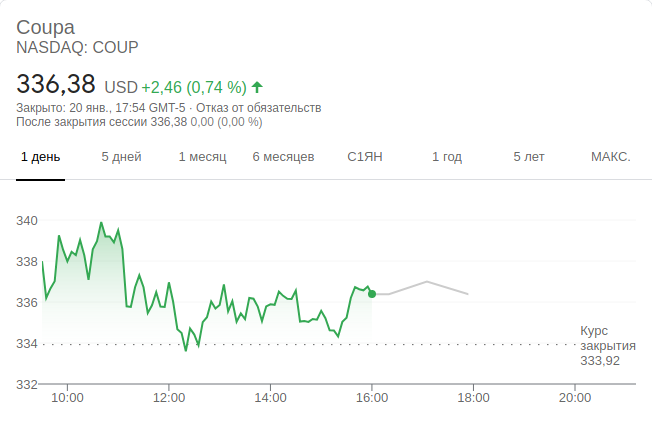 Coupa
NASDAQ: COUP
336,38 USD +2,46 (0,74 %)
Закрыто: 20 янв., 17:54 GMT-5 · Отказ от обязательств
После закрытия сессии 336,38 0,00 (0,00 %)
1 день 5 дней 1 месяц 6 месяцев С1ЯН 1 год 5 лет МАКС.
340
338
336
334
332
Курс
закрытия
333,92
10:00 12:00 14:00 16:00 18:00 20:00